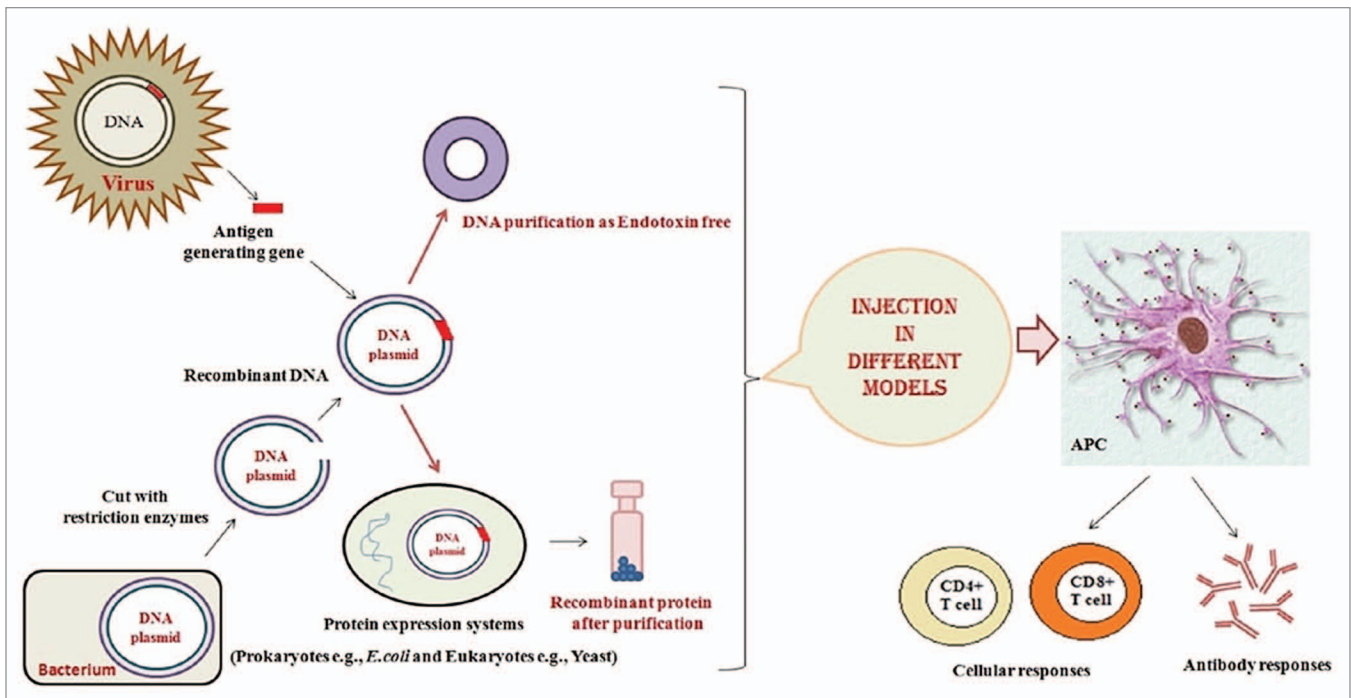 DNA
Virus
Antigen
generating gene
DNA purification as Endotoxin free
DNA
plasmid
Recombinant DNA
DNA
plasmid
Cut with
restriction enzymes
DNA
plasmid
Bacterium
DNA
plasmid
Protein expression systems
(Prokaryotes e.g., E.coli and Eukaryotes e.g., Yeast)
Recombinant protein
after purification
INJECTION
IN
DIFFERENT
MODELS
APC
CD4+
T cell
CD8+
T cell
Cellular responses
Antibody responses